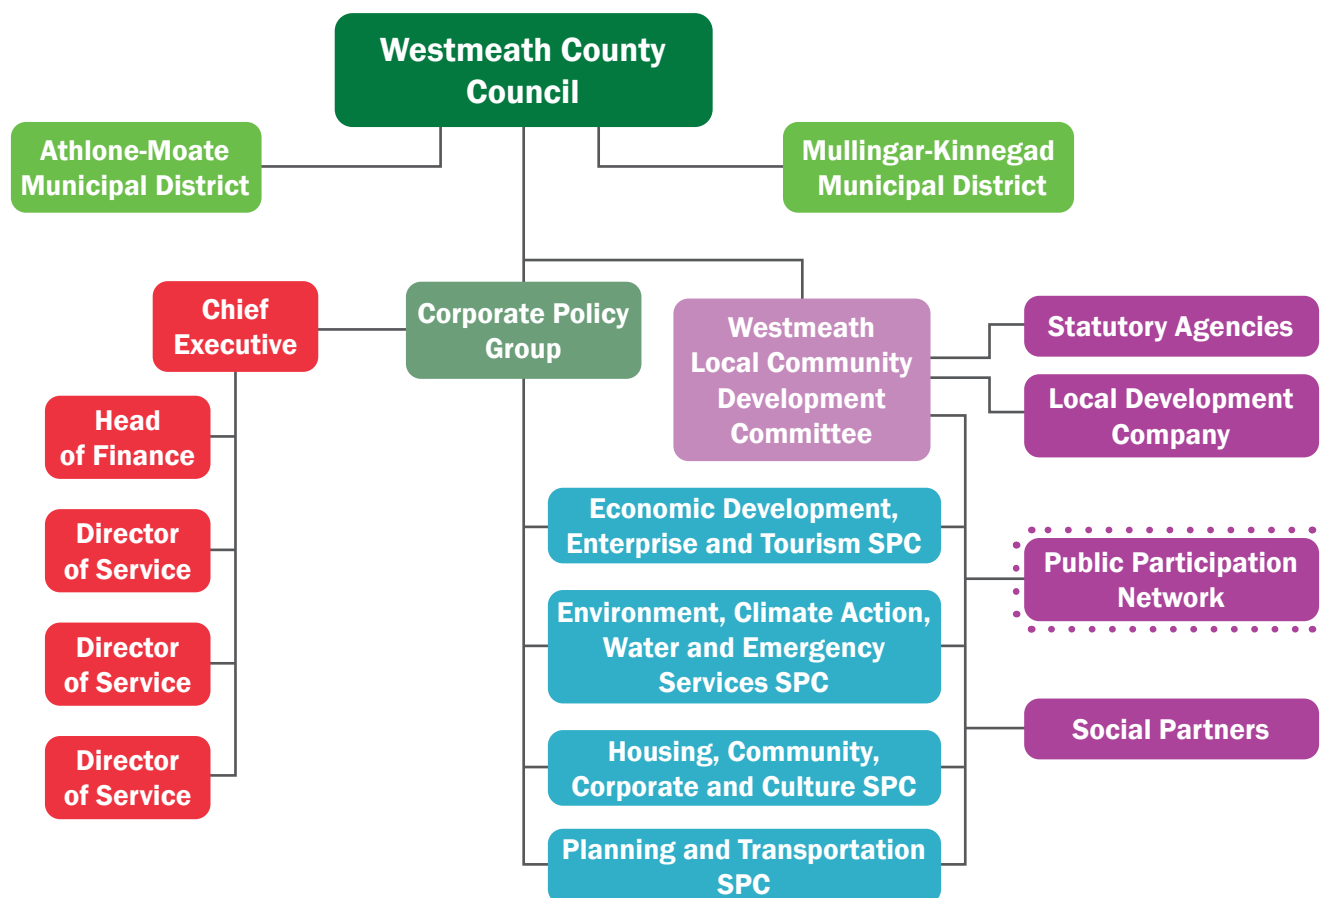 Westmeath County
Council
Athlone-Moate
Municipal District
Mullingar-Kinnegad
Municipal District
Chief
Executive
Corporate Policy
Group
Westmeath
Local Community
Development
Committee
Statutory Agencies
Local Development
Company
Head
of Finance
Director
of Service
Director
of Service
Director
of Service
Economic Development,
Enterprise and Tourism SPC
Environment, Climate Action,
Water and Emergency
Services SPC
Housing, Community,
Corporate and Culture SPC
Planning and Transportation
SPC
Public Participation
Network
Social Partners